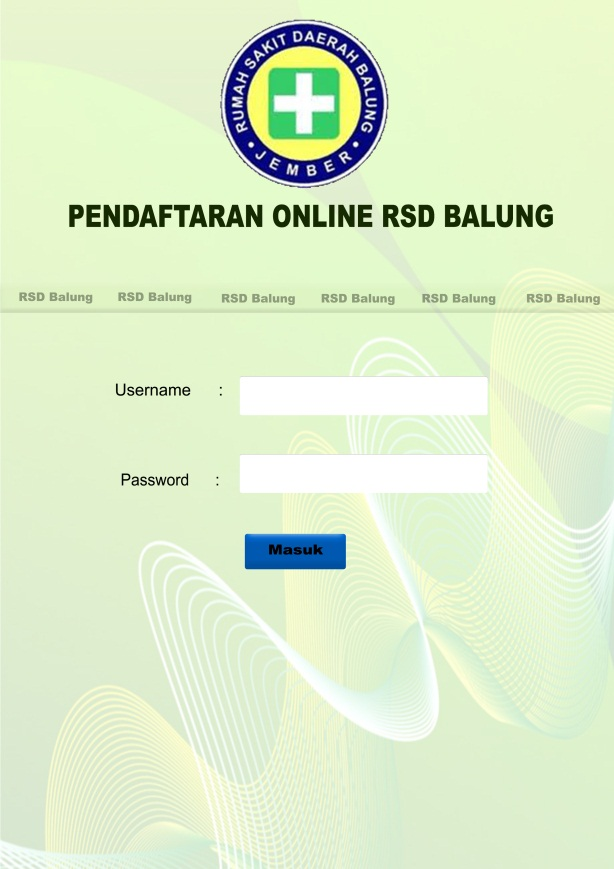 RUMAH SAKIT DAERAH BALUNG
• JEMBER •
PENDAFTARAN ONLINE RSD BALUNG
RSD Balung RSD Balung RSD Balung RSD Balung RSD Balung RSD Balung
Username :
Password :
Masuk